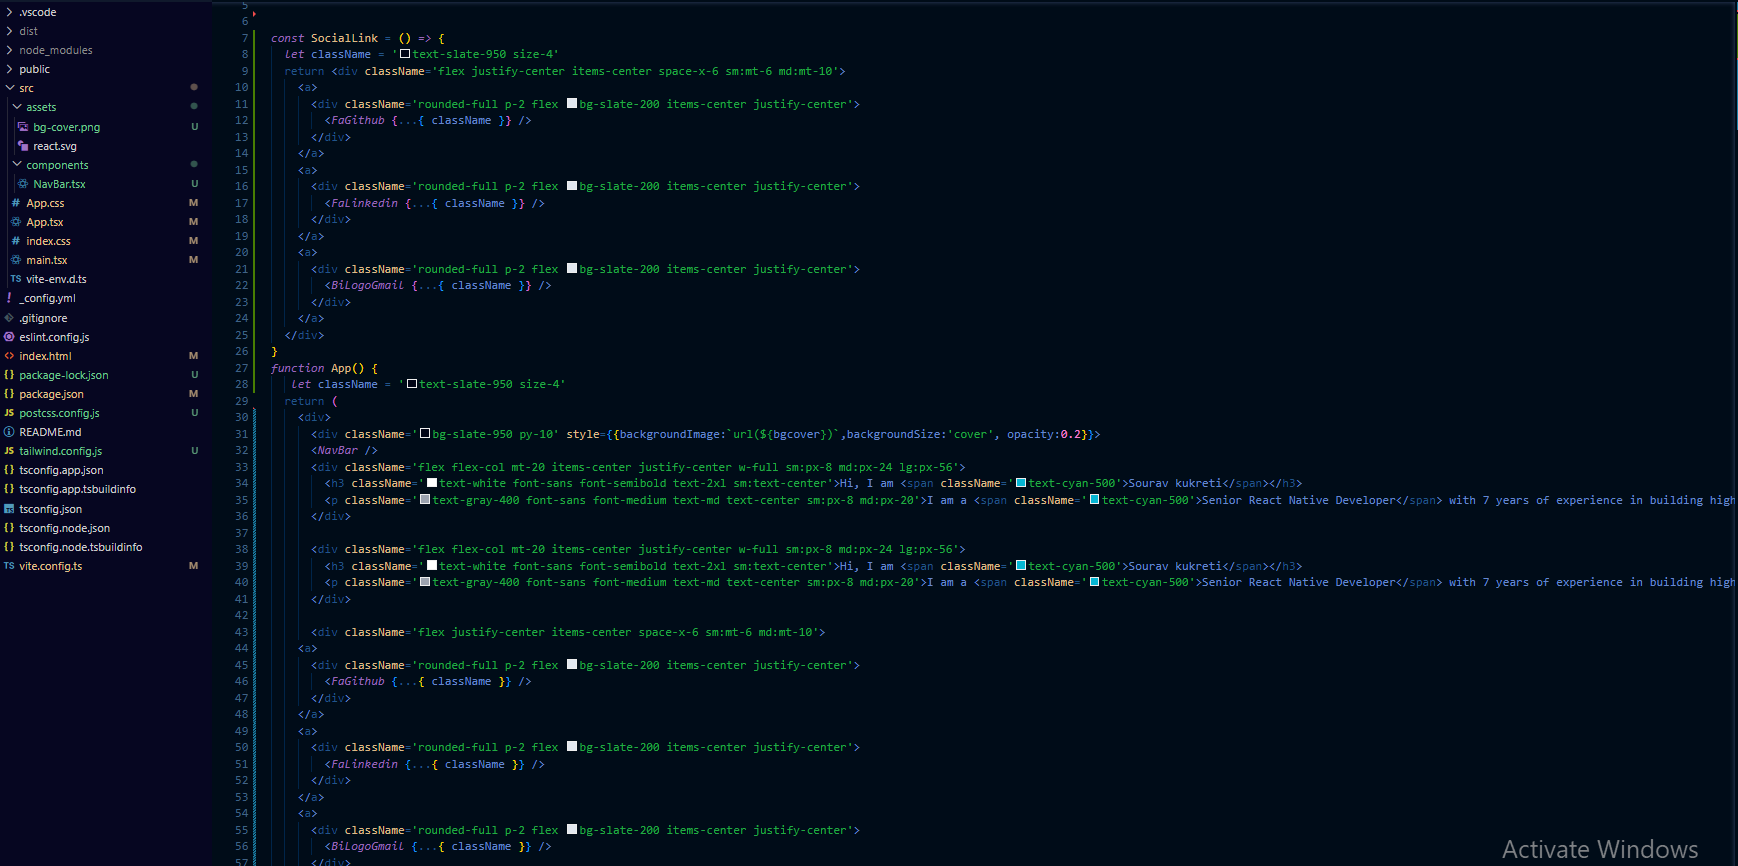 .vscode
dist
node_modules
public
src
assets
bg-cover.png U
react.svg
components
NavBar.tsx U
App.css M
App.tsx M
index.css M
main.tsx M
TS vite-env.d.ts
! _config.yml
.gitignore
eslint.config.js
index.html M
{} package-lock.json U
{} package.json M
JS postcss.config.js U
README.md
JS tailwind.config.js U
{} tsconfig.app.json
{} tsconfig.app.tsbuildinfo
tsconfig.json
{} tsconfig.node.json
{} tsconfig.node.tsbuildinfo
TS vite.config.ts M
5
6
7 const SocialLink = () => {
8 let className = 'text-slate-950 size-4'
9 return <div className='flex justify-center items-center space-x-6 sm:mt-6 md:mt-10'>
10 <a>
11 <div className='rounded-full p-2 flex bg-slate-200 items-center justify-center'>
12 <FaGithub {...{ className }} />
13 </div>
14 </a>
15 <a>
16 <div className='rounded-full p-2 flex bg-slate-200 items-center justify-center'>
17 <FaLinkedin {...{ className }} />
18 </div>
19 </a>
20 <a>
21 <div className='rounded-full p-2 flex bg-slate-200 items-center justify-center'>
22 <BiLogoGmail {...{ className }} />
23 </div>
24 </a>
25 </div>
26 }
27 function App() {
28 let className = 'text-slate-950 size-4'
29 return (
30 <div>
31 <div className='bg-slate-950 py-10' style={{backgroundImage:`url(${bgcover})`,backgroundSize:'cover', opacity:0.2}}>
32 <NavBar />
33 <div className='flex flex-col mt-20 items-center justify-center w-full sm:px-8 md:px-24 lg:px-56'>
34 <h3 className='text-white font-sans font-semibold text-2xl sm:text-center'>Hi, I am <span className='text-cyan-500'>Sourav kukreti</span></h3>
35 <p className='text-gray-400 font-sans font-medium text-md text-center sm:px-8 md:px-20'>I am a <span className='text-cyan-500'>Senior React Native Developer</span> with 7 years of experience in building high
36 </div>
37
38 <div className='flex flex-col mt-20 items-center justify-center w-full sm:px-8 md:px-24 lg:px-56'>
39 <h3 className='text-white font-sans font-semibold text-2xl sm:text-center'>Hi, I am <span className='text-cyan-500'>Sourav kukreti</span></h3>
40 <p className='text-gray-400 font-sans font-medium text-md text-center sm:px-8 md:px-20'>I am a <span className='text-cyan-500'>Senior React Native Developer</span> with 7 years of experience in building high
41 </div>
42
43 <div className='flex justify-center items-center space-x-6 sm:mt-6 md:mt-10'>
44 <a>
45 <div className='rounded-full p-2 flex bg-slate-200 items-center justify-center'>
46 <FaGithub {...{ className }} />
47 </div>
48 </a>
49 <a>
50 <div className='rounded-full p-2 flex bg-slate-200 items-center justify-center'>
51 <FaLinkedin {...{ className }} />
52 </div>
53 </a>
54 <a>
55 <div className='rounded-full p-2 flex bg-slate-200 items-center justify-center'>
56 <BiLogoGmail {...{ className }} />
57 </div>
Activate Windows